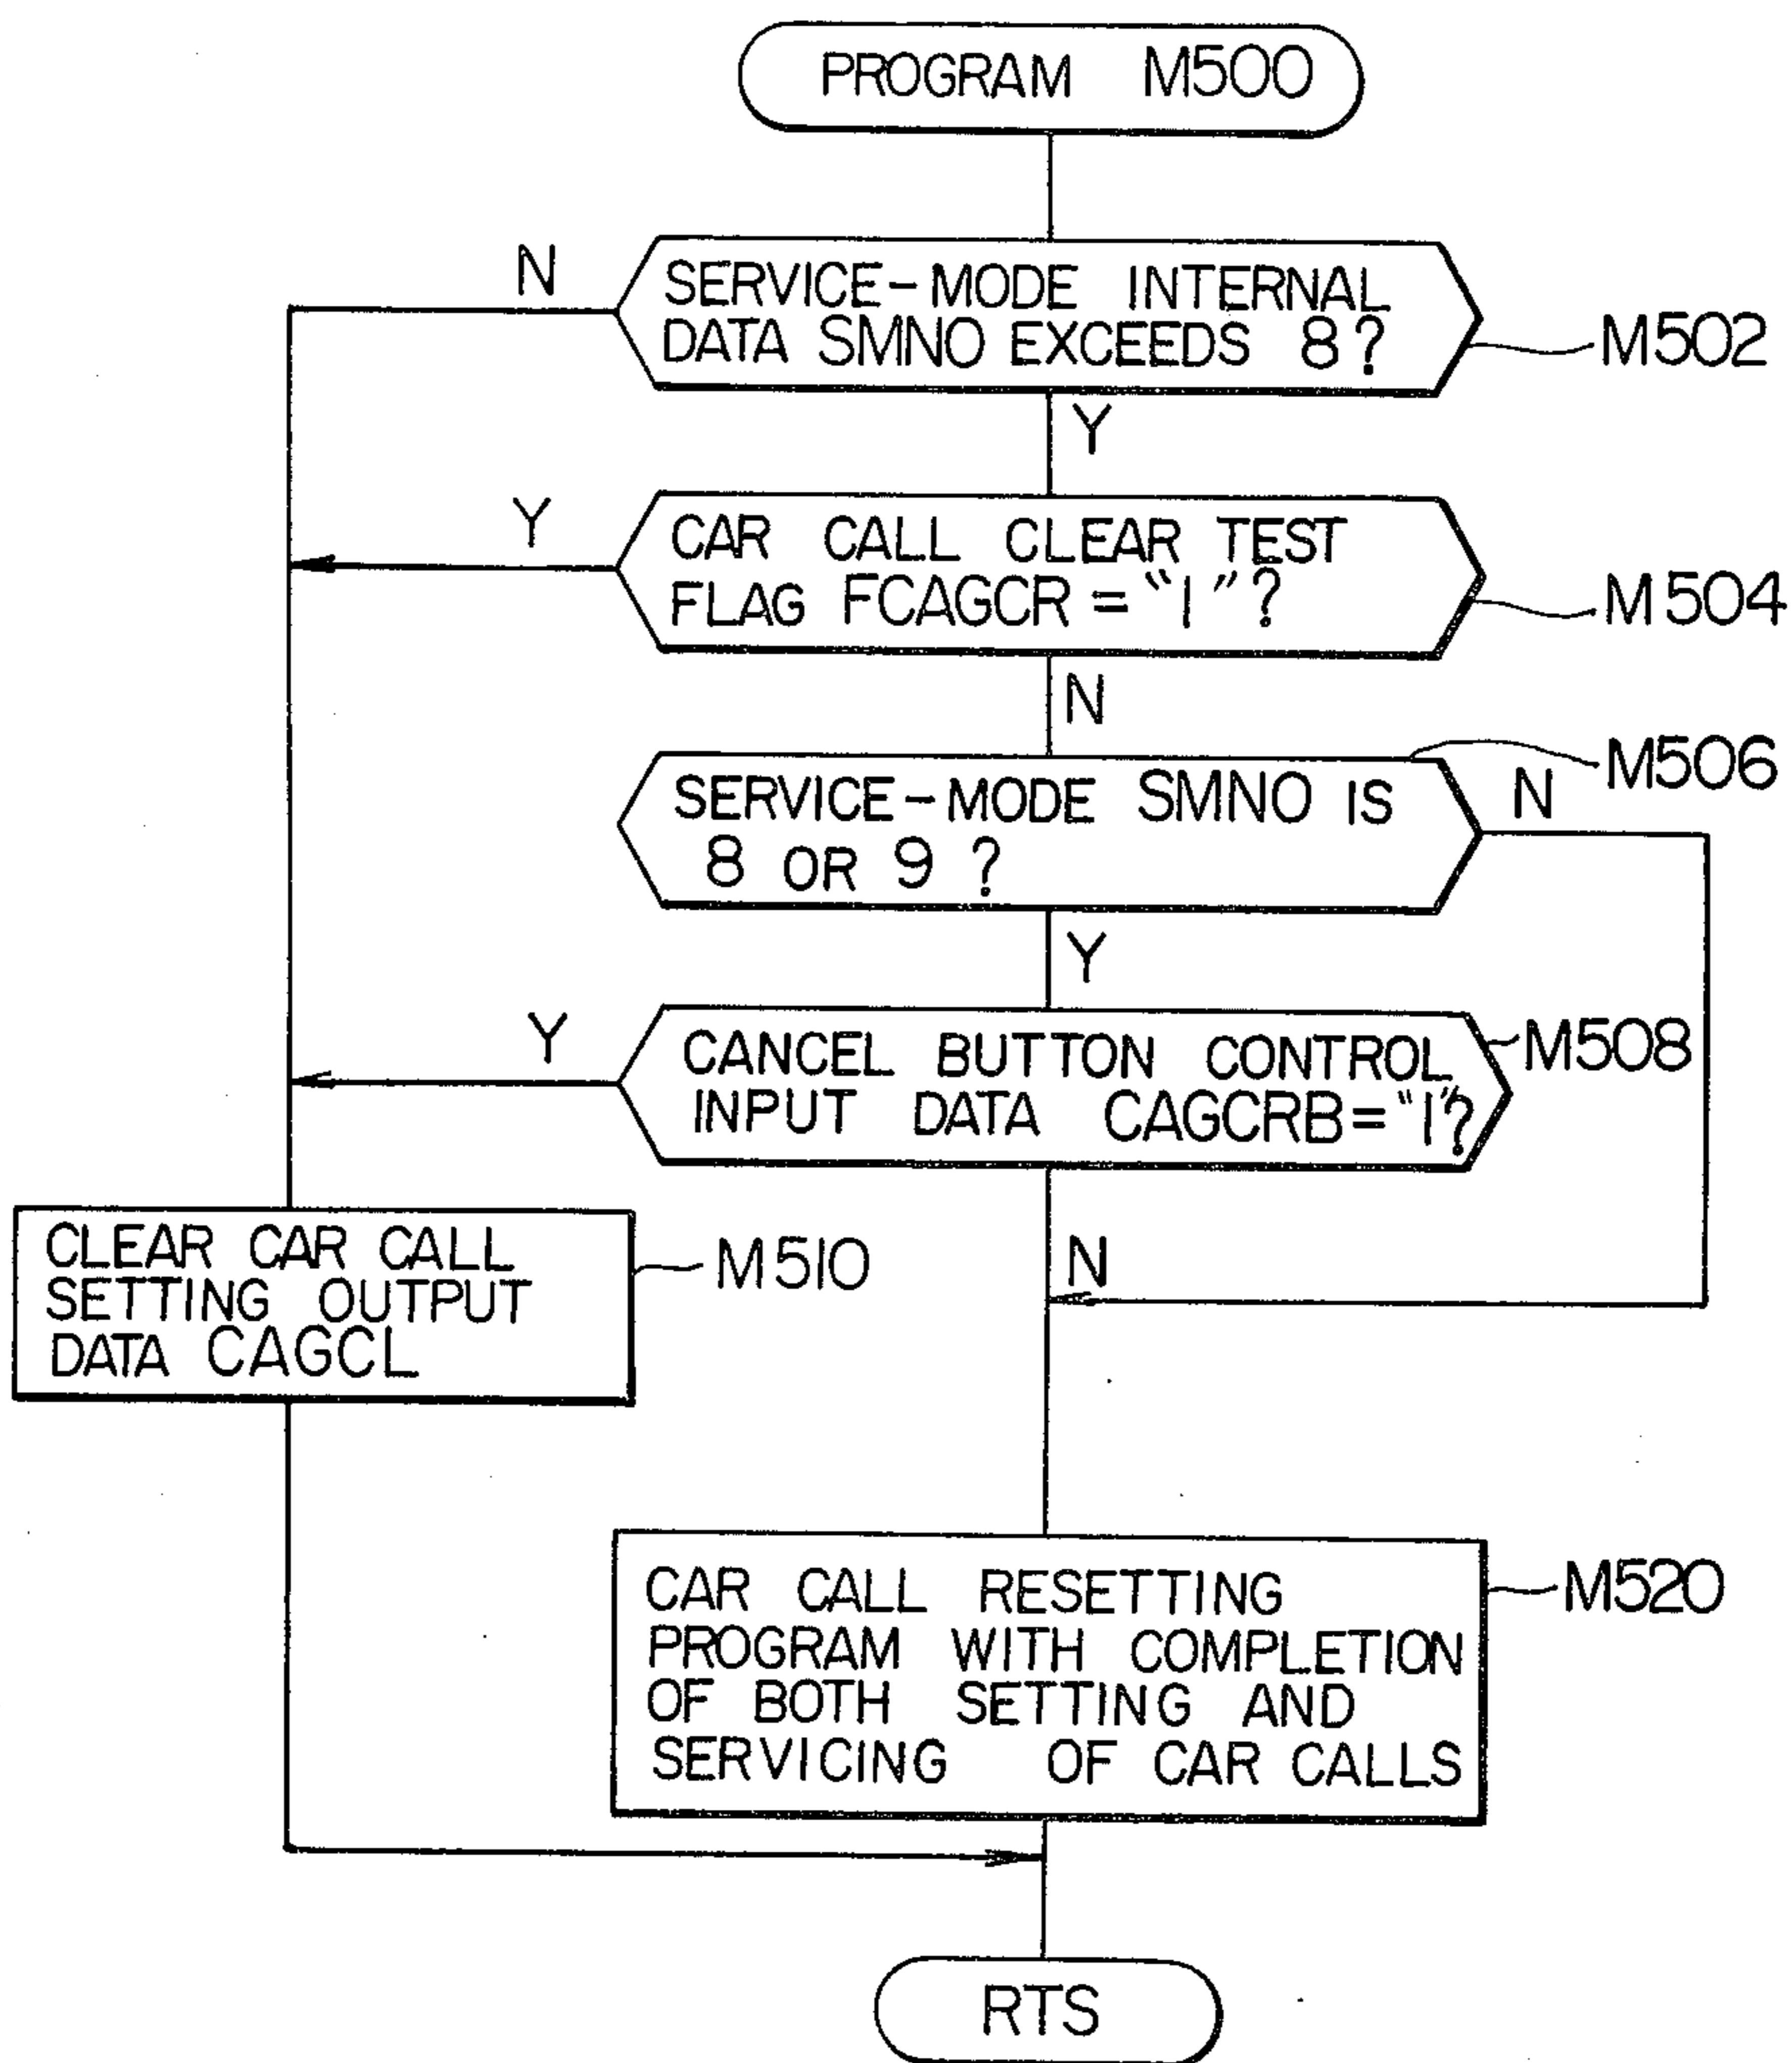 PROGRAM M500
N
SERVICE-MODE INTERNAL
DATA SMNO EXCEEDS 8?
M502
Y
Y
CAR CALL CLEAR TEST
FLAG FCAGCR = "1"?
M504
N
M506
SERVICE-MODE SMNO IS
8 OR 9 ?
N
Y
Y
CANCEL BUTTON CONTROL
INPUT DATA CAGCRB="1"?
M508
N
CLEAR CAR CALL
SETTING OUTPUT
DATA CAGCL
M510
CAR CALL RESETTING
PROGRAM WITH COMPLETION
OF BOTH SETTING AND
SERVICING OF CAR CALLS
M520
RTS